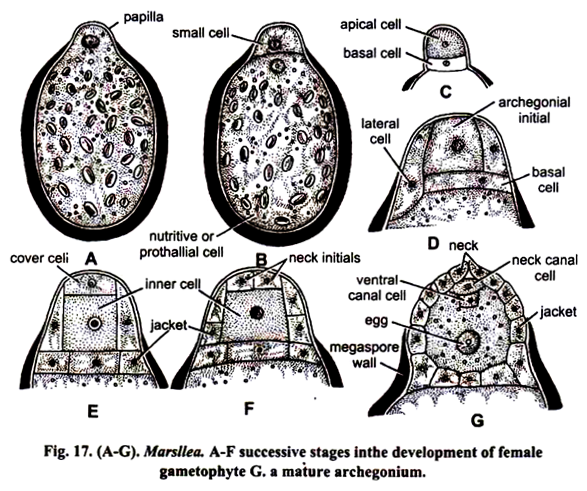 papilla
small cell
nutritive or
prothallial cell
A
B
apical cell
basal cell
C
lateral
cell
archegonial
initial
basal
cell
D
cover celi
inner cell
jacket
E
neck initials
F
neck
neck canal
cell
ventral
canal cell
egg
jacket
megaspore
wall
G
Fig. 17. (A-G). Marsllea. A-F successive stages inthe development of female
gametophyte G. a mature archegonium.